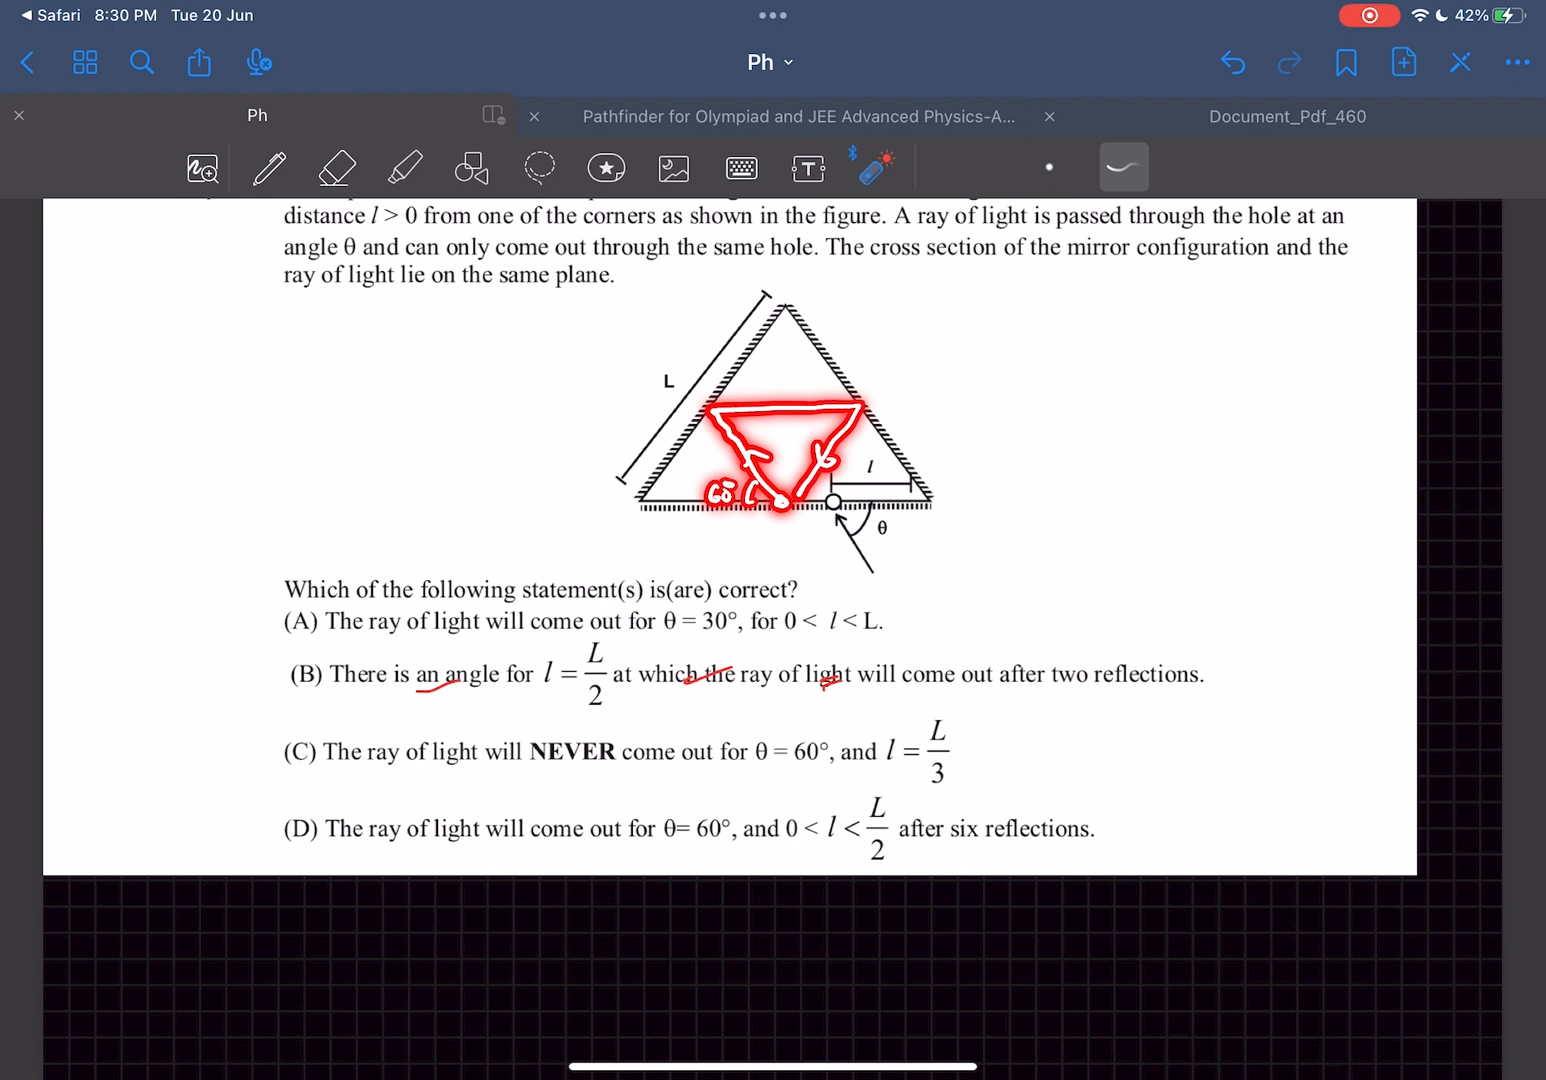 Safari 8:30 PM Tue 20 Jun
42%
Ph
Ph
Pathfinder for Olympiad and JEE Advanced Physics-A...
Document_Pdf_460
distance l > 0 from one of the corners as shown in the figure. A ray of light is passed through the hole at an
angle θ and can only come out through the same hole. The cross section of the mirror configuration and the
ray of light lie on the same plane.
L
l
60
θ
Which of the following statement(s) is(are) correct?
(A) The ray of light will come out for θ = 30°, for 0 < l < L.
(B) There is an angle for l = L/2 at which the ray of light will come out after two reflections.
(C) The ray of light will NEVER come out for θ = 60°, and l = L/3
(D) The ray of light will come out for θ= 60°, and 0 < l < L/2 after six reflections.